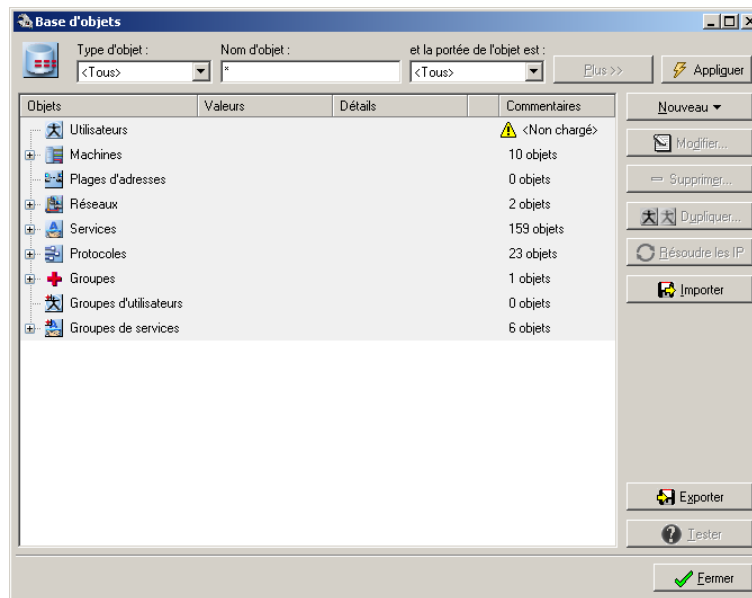 Base d'objets
Type d'objet :
Nom d'objet :
et la portée de l'objet est :
<Tous>
*
<Tous>
Plus >>
Appliquer
Objets
Valeurs
Détails
Commentaires
Utilisateurs
<Non chargé>
Machines
10 objets
Plages d'adresses
0 objets
Réseaux
2 objets
Services
159 objets
Protocoles
23 objets
Groupes
1 objets
Groupes d'utilisateurs
0 objets
Groupes de services
6 objets
Nouveau
Modifier...
Supprimer...
Dupliquer...
Résoudre les IP
Importer
Exporter
Tester
Fermer